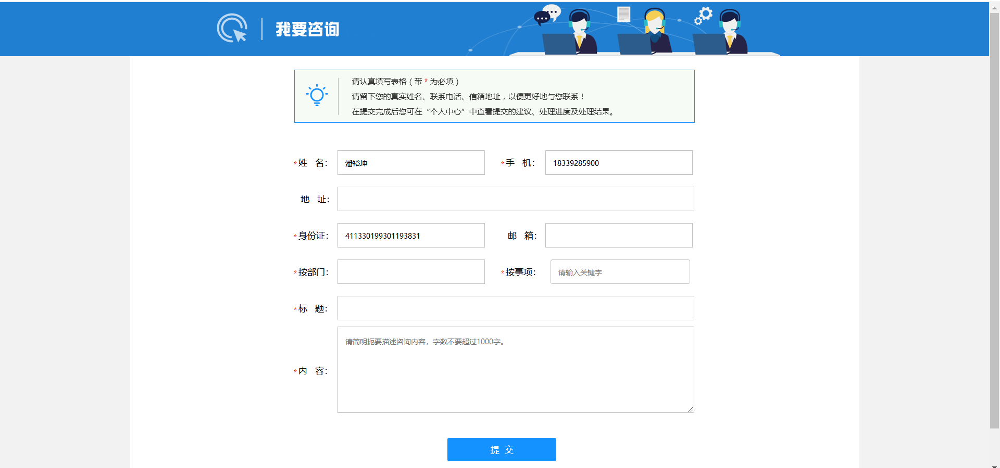 我要咨询
请认真填写表格（带 * 为必填）
请留下您的真实姓名、联系电话、信箱地址，以便更好地与您联系！
在提交完成后您可在“个人中心”中查看提交的建议、处理进度及处理结果。
*姓 名： 潘裕坤 *手 机： 18339285900
地 址：
*身份证： 411330199301193831 邮 箱：
*按部门： *按事项： 请输入关键字
*标 题：
请简明扼要描述咨询内容，字数不要超过1000字。
*内 容：
提 交